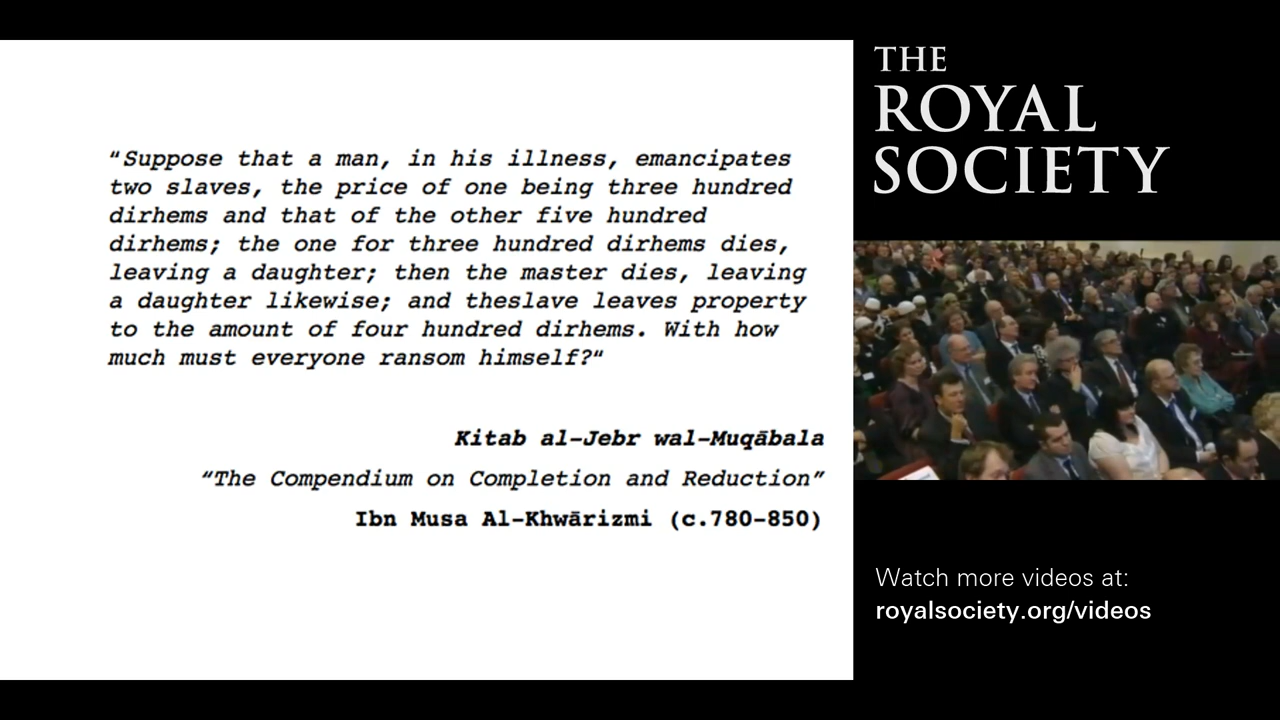 “Suppose that a man, in his illness, emancipates
two slaves, the price of one being three hundred
dirhems and that of the other five hundred
dirhems; the one for three hundred dirhems dies,
leaving a daughter; then the master dies, leaving
a daughter likewise; and theslave leaves property
to the amount of four hundred dirhems. With how
much must everyone ransom himself?“
Kitab al-Jebr wal-Muqābala
“The Compendium on Completion and Reduction”
Ibn Musa Al-Khwārizmi (c.780-850)
THE
ROYAL
SOCIETY
Watch more videos at:
royalsociety.org/videos